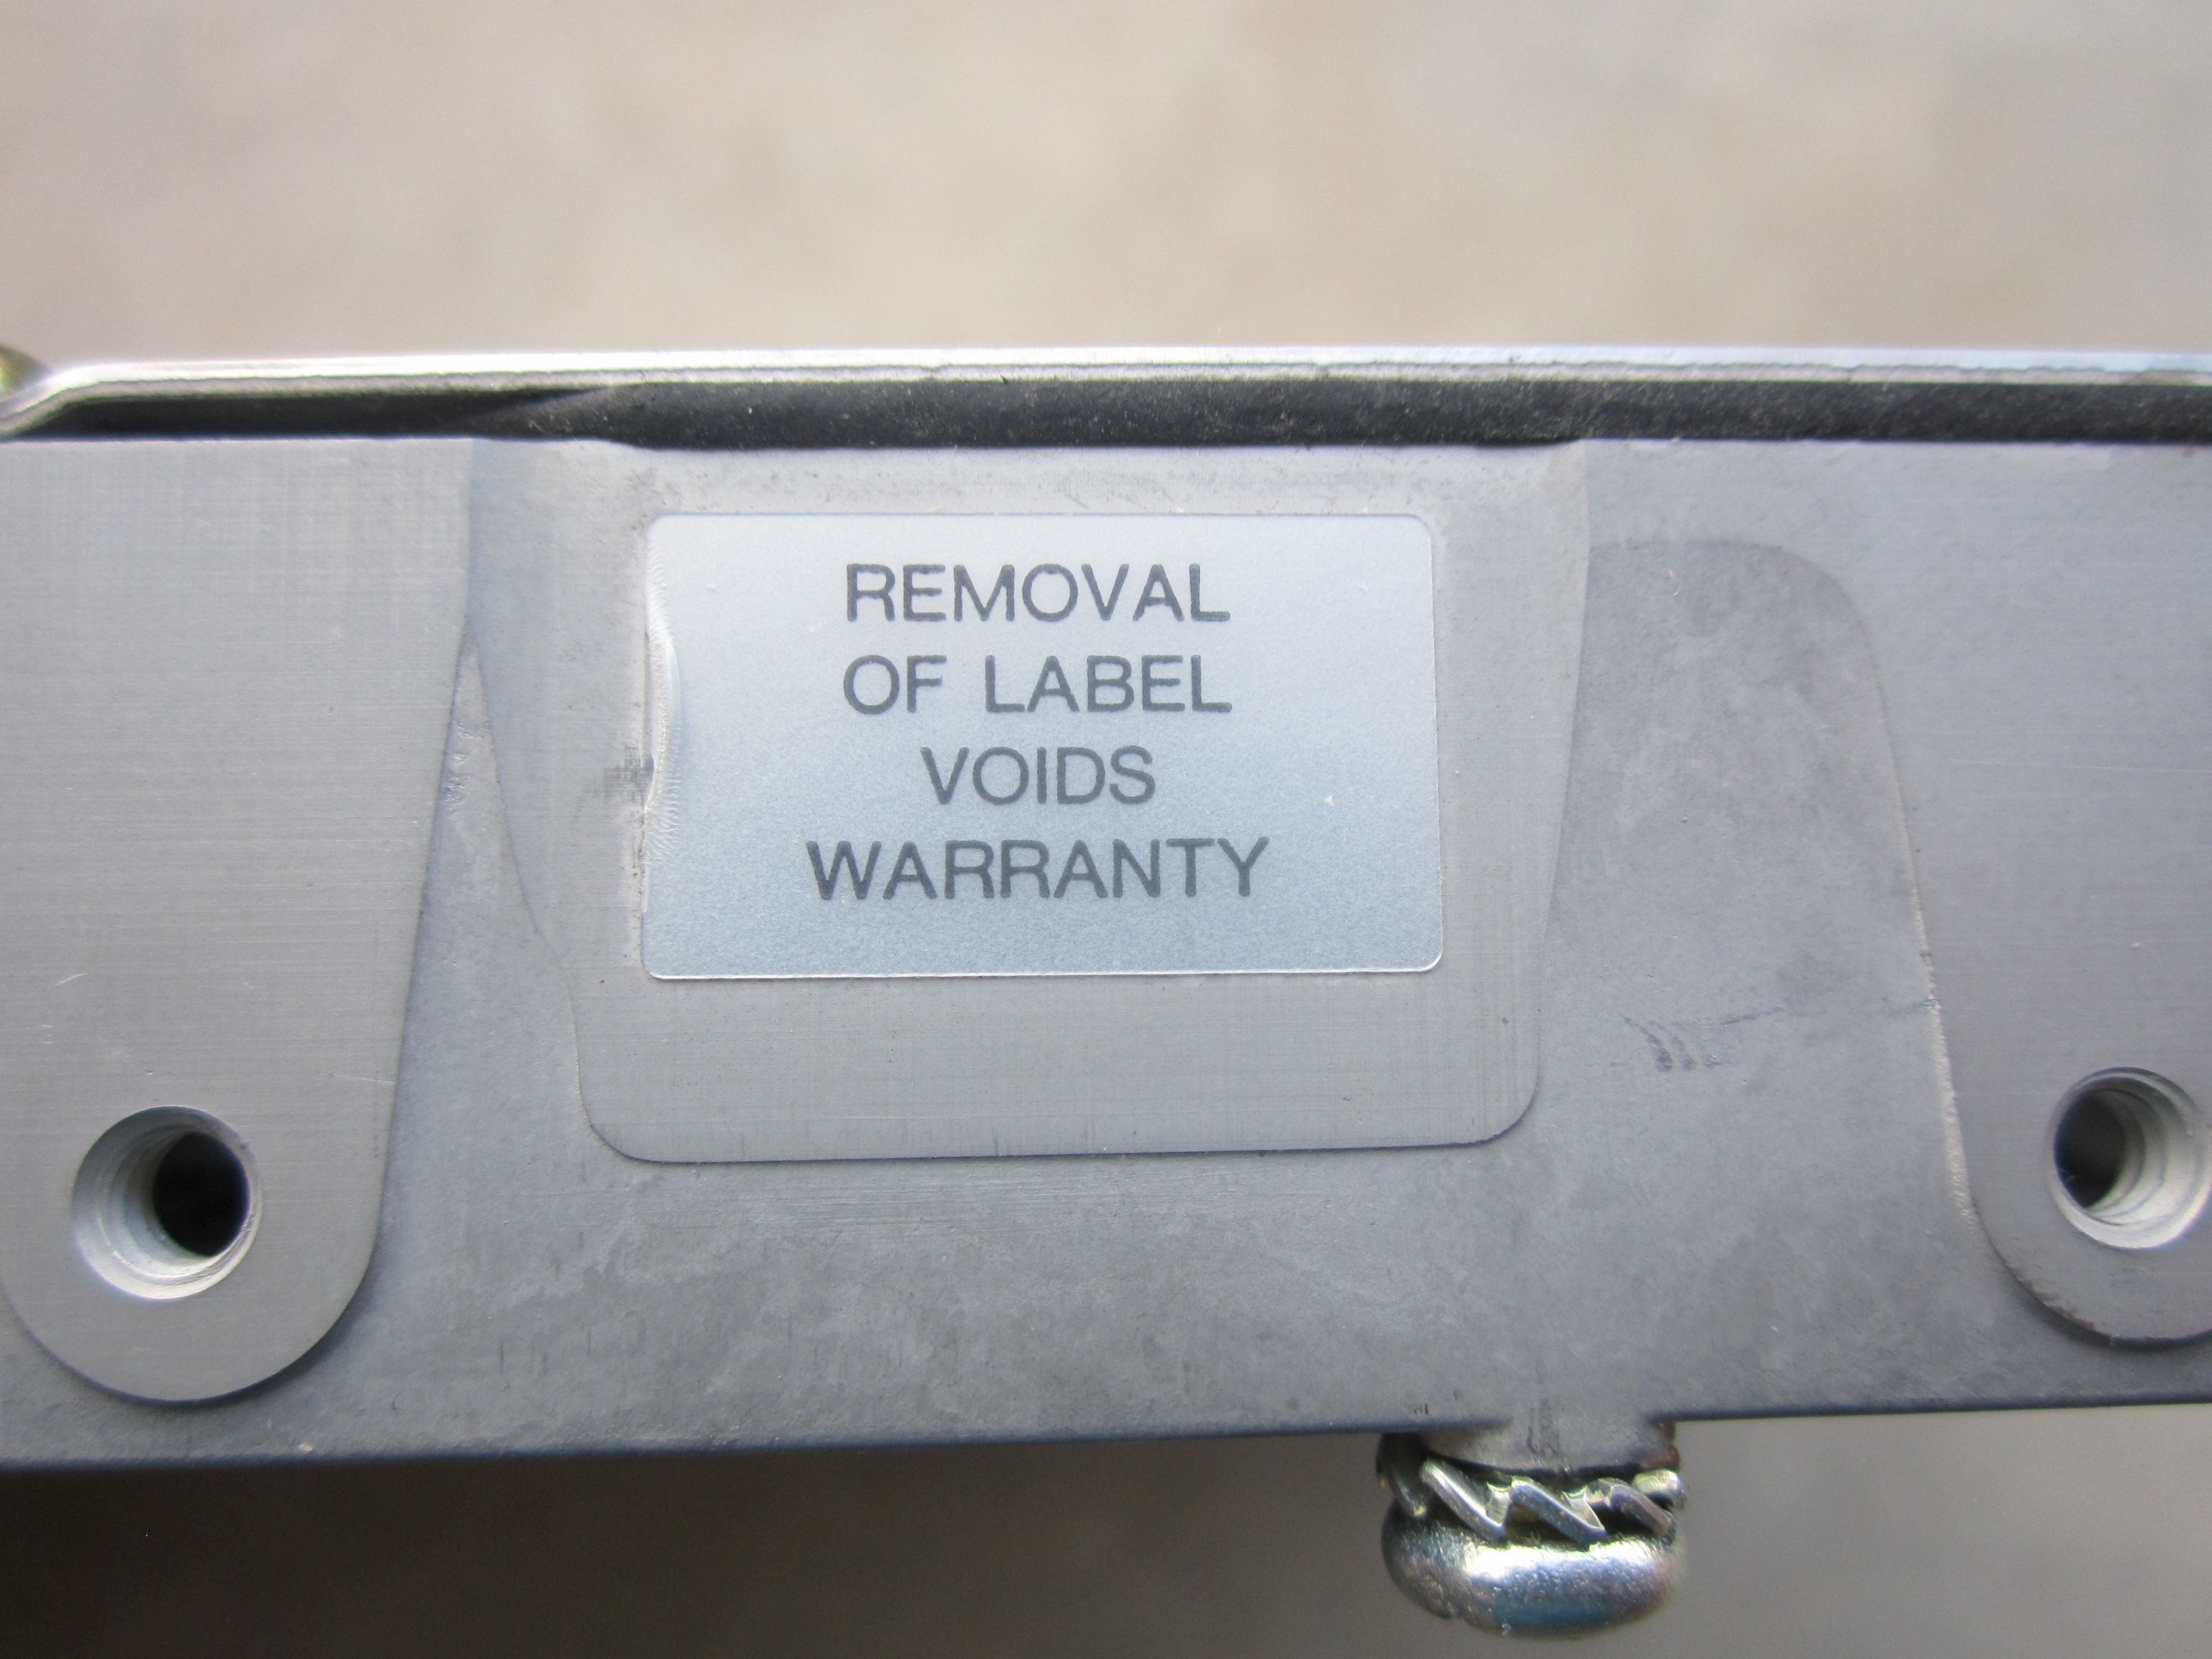 REMOVAL
OF LABEL
VOIDS
WARRANTY